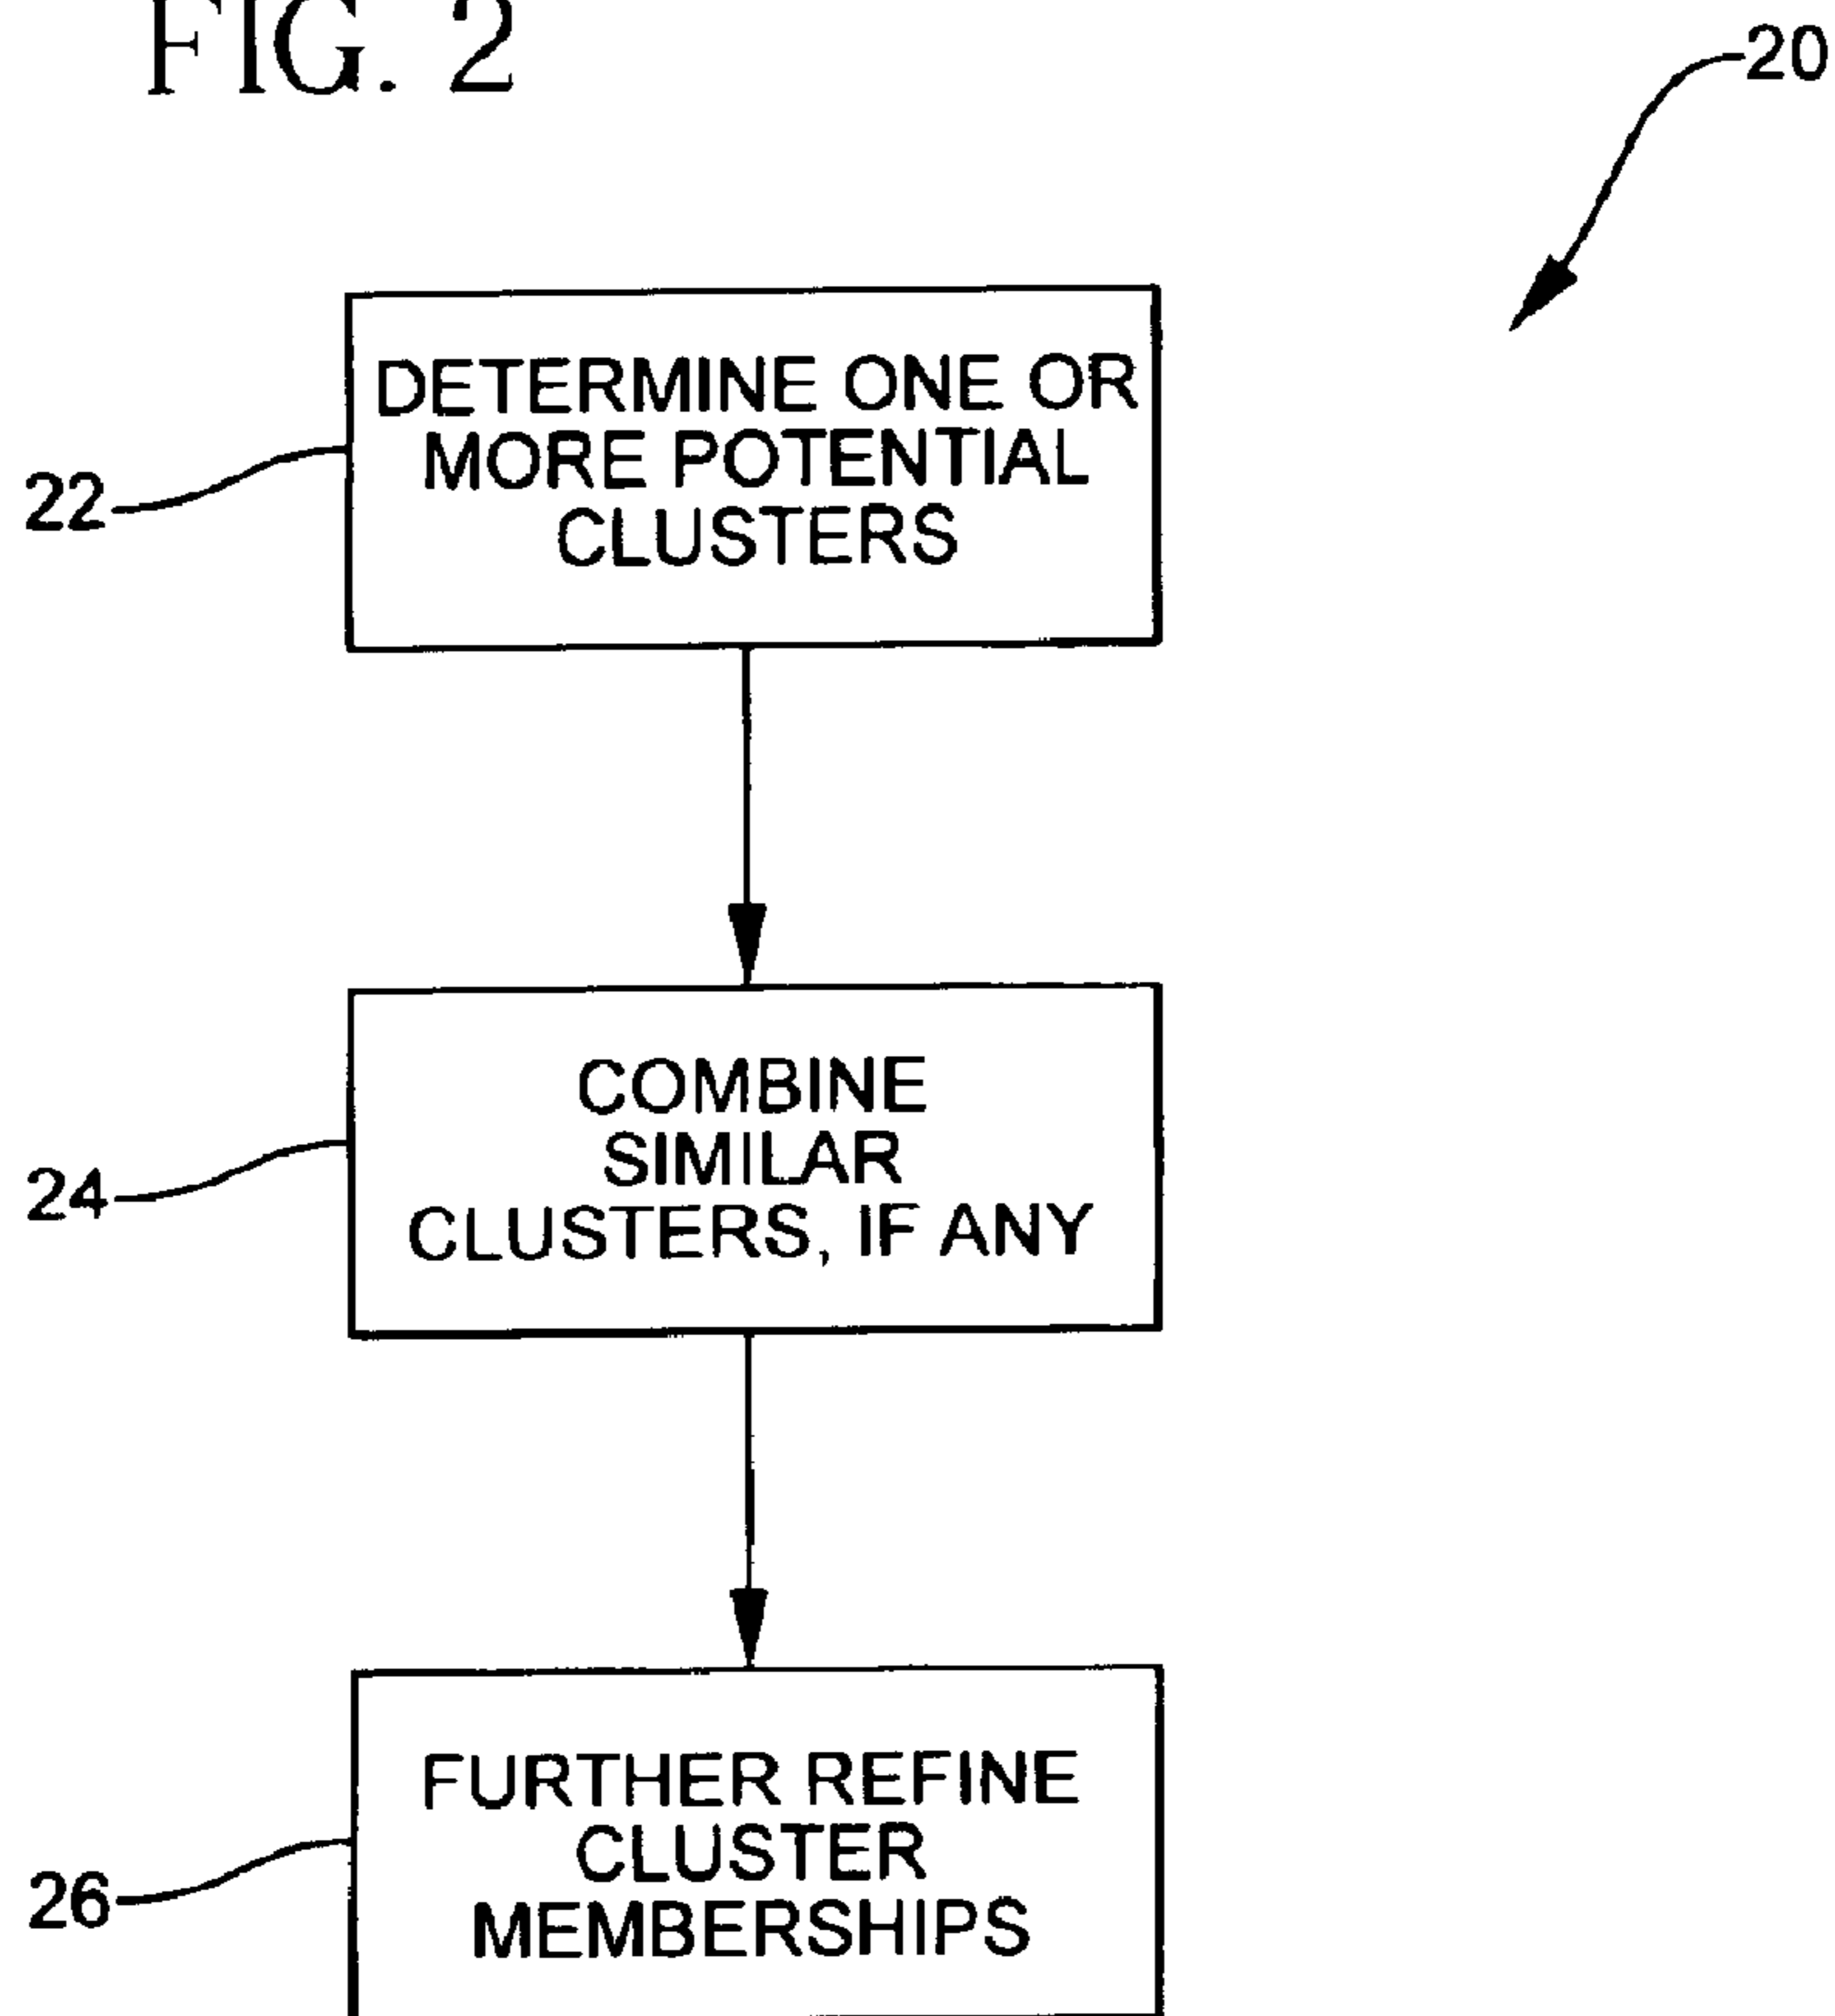 FIG. 2
20
DETERMINE ONE OR
MORE POTENTIAL
CLUSTERS
22
COMBINE
SIMILAR
CLUSTERS, IF ANY
24
FURTHER REFINE
CLUSTER
MEMBERSHIPS
26